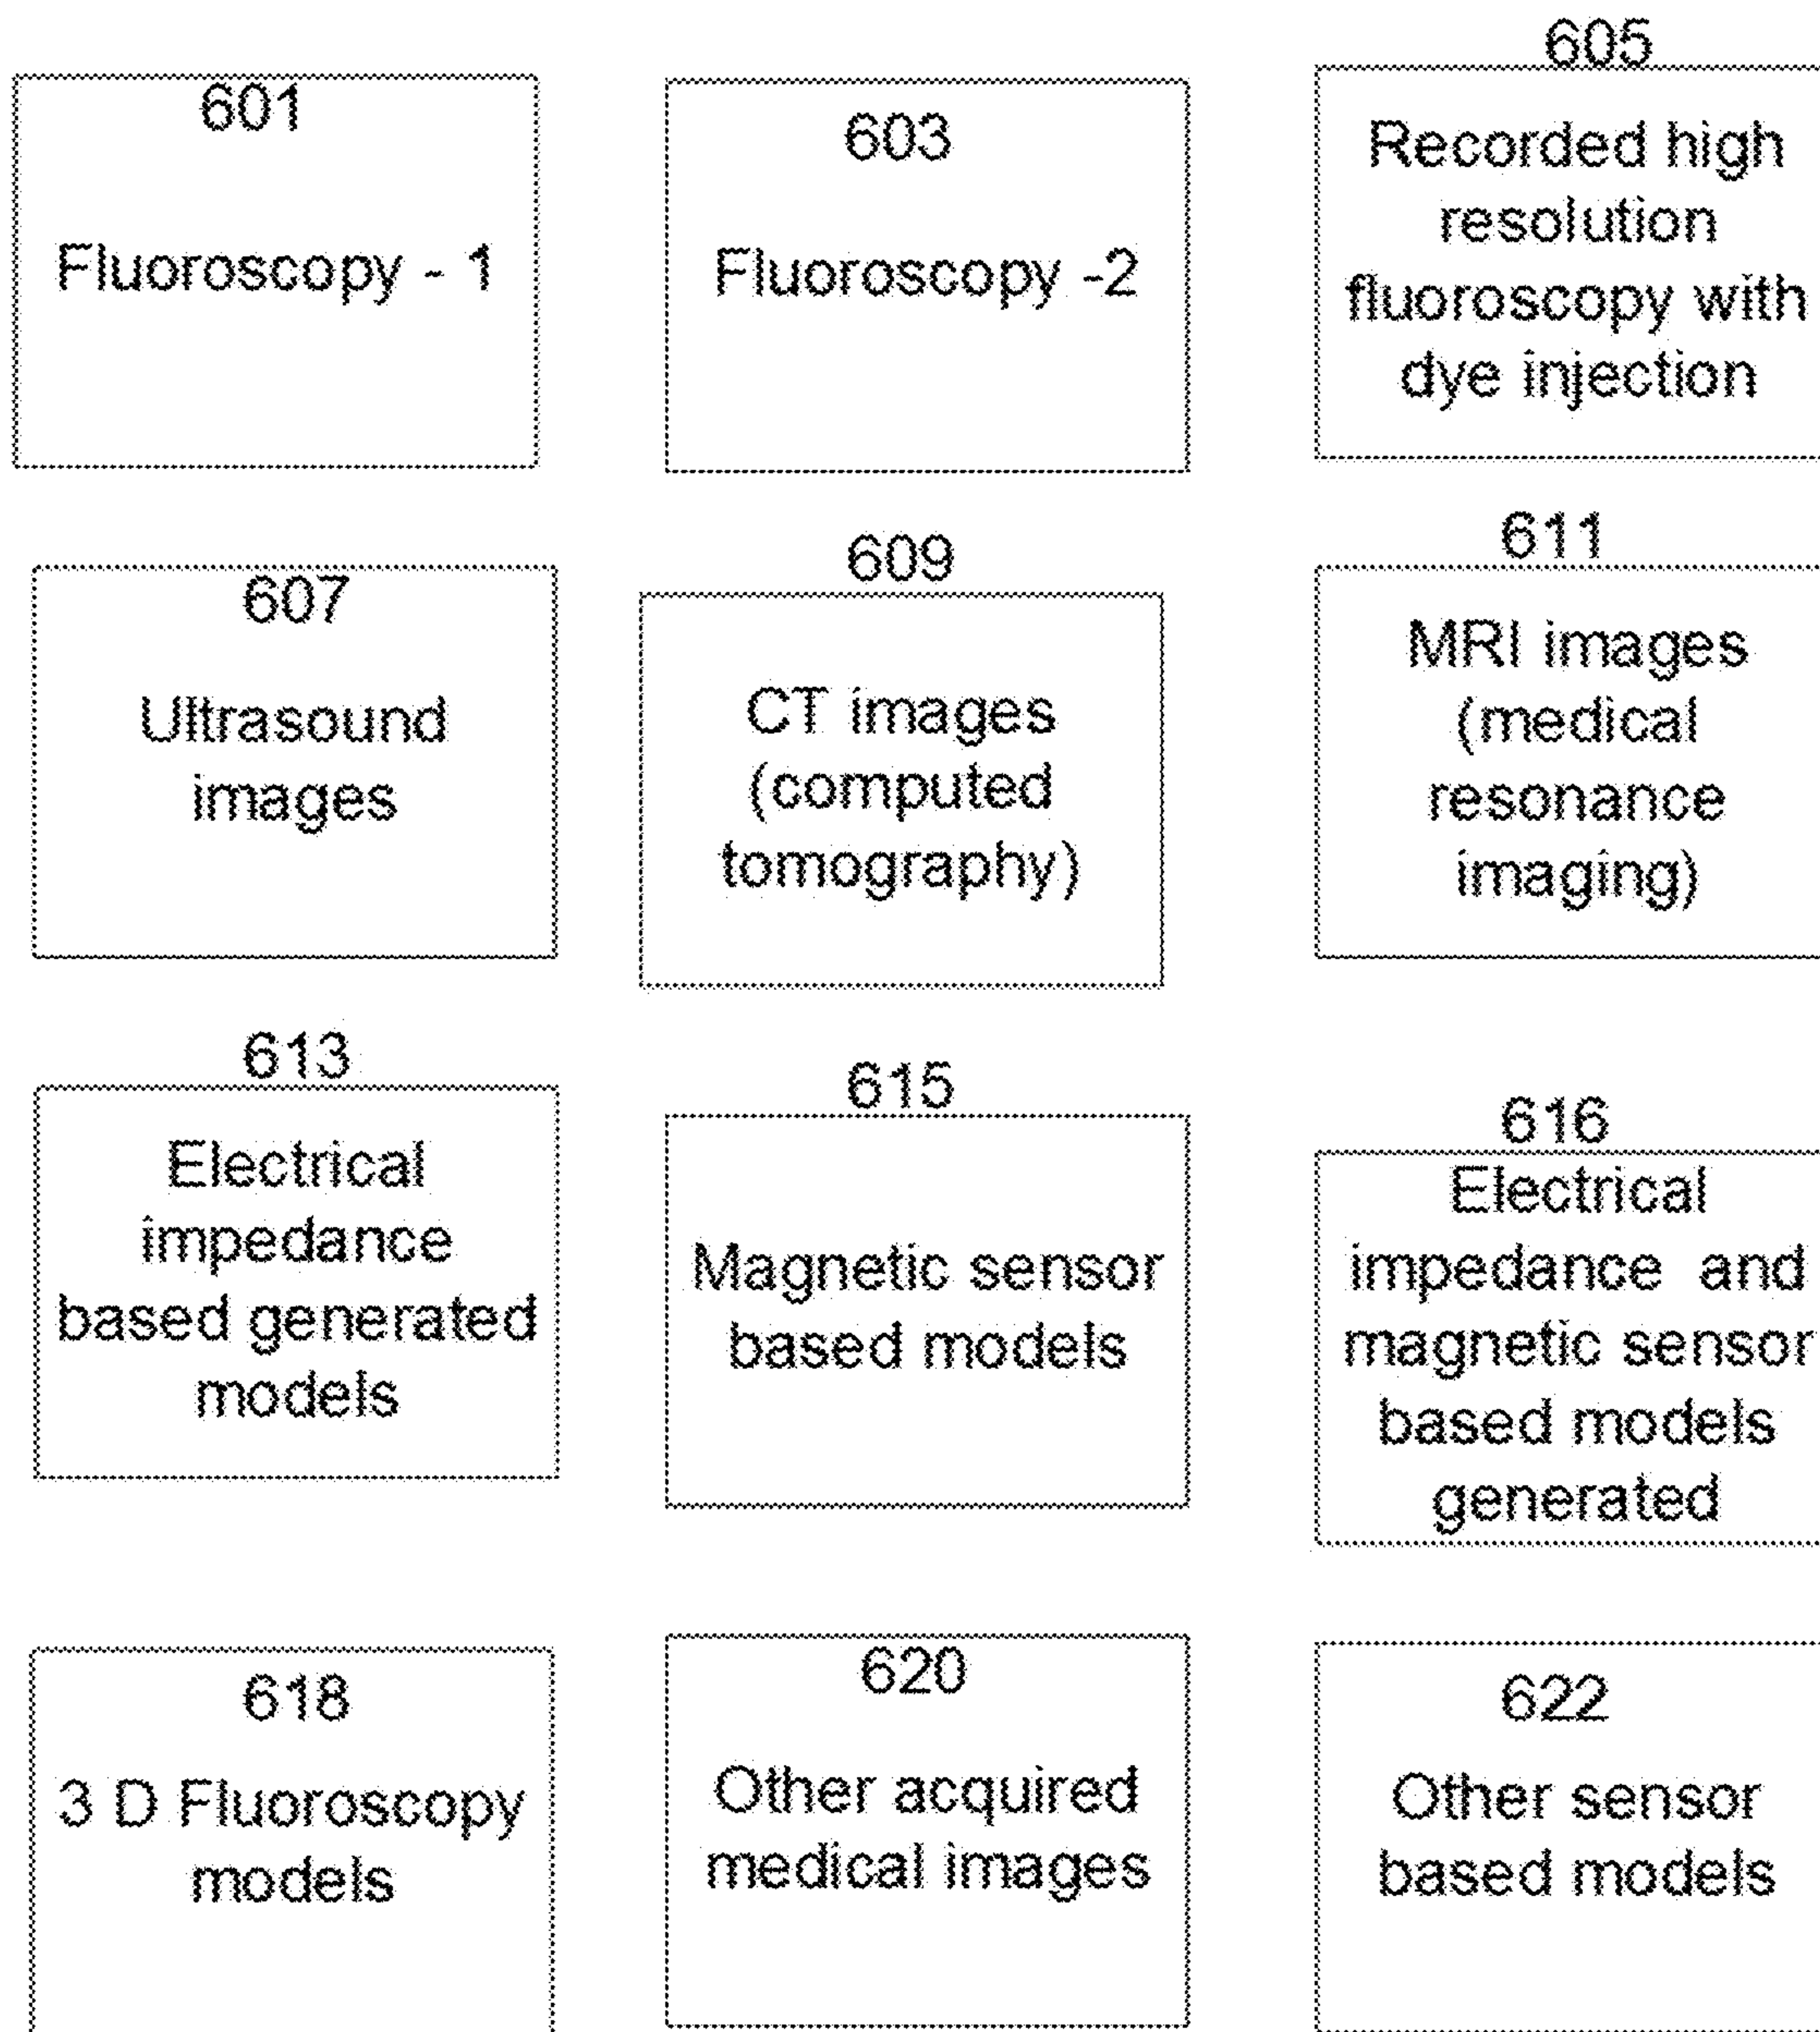 601
Fluoroscopy - 1
603
Fluoroscopy -2
605
Recorded high
resolution
fluoroscopy with
dye injection
607
Ultrasound
images
609
CT images
(computed
tomography)
611
MRI images
(medical
resonance
imaging)
613
Electrical
impedance
based generated
models
615
Magnetic sensor
based models
616
Electrical
impedance and
magnetic sensor
based models
generated
618
3 D Fluoroscopy
models
620
Other acquired
medical images
622
Other sensor
based models